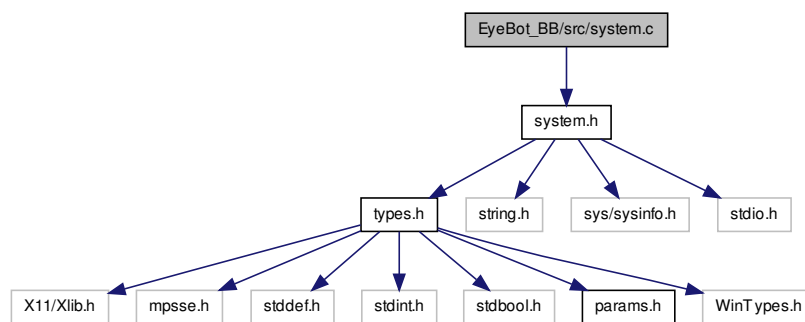 EyeBot_BB/src/system.c
system.h
types.h
string.h
sys/sysinfo.h
stdio.h
X11/Xlib.h
mpsse.h
stddef.h
stdint.h
stdbool.h
params.h
WinTypes.h